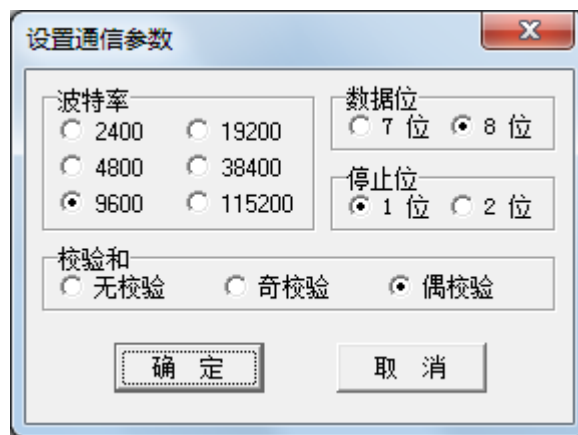 设置通信参数
波特率
2400 19200
4800 38400
9600 115200
数据位
7 位 8 位
停止位
1 位 2 位
校验和
无校验 奇校验 偶校验
确 定 取 消